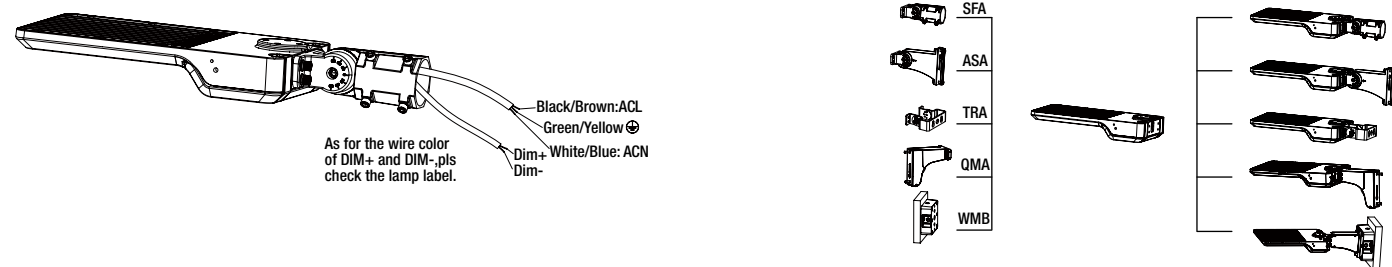 Black/Brown:ACL
Green/Yellow ⏚
White/Blue: ACN
Dim+
Dim-
As for the wire color
of DIM+ and DIM-,pls
check the lamp label.
SFA
ASA
TRA
QMA
WMB